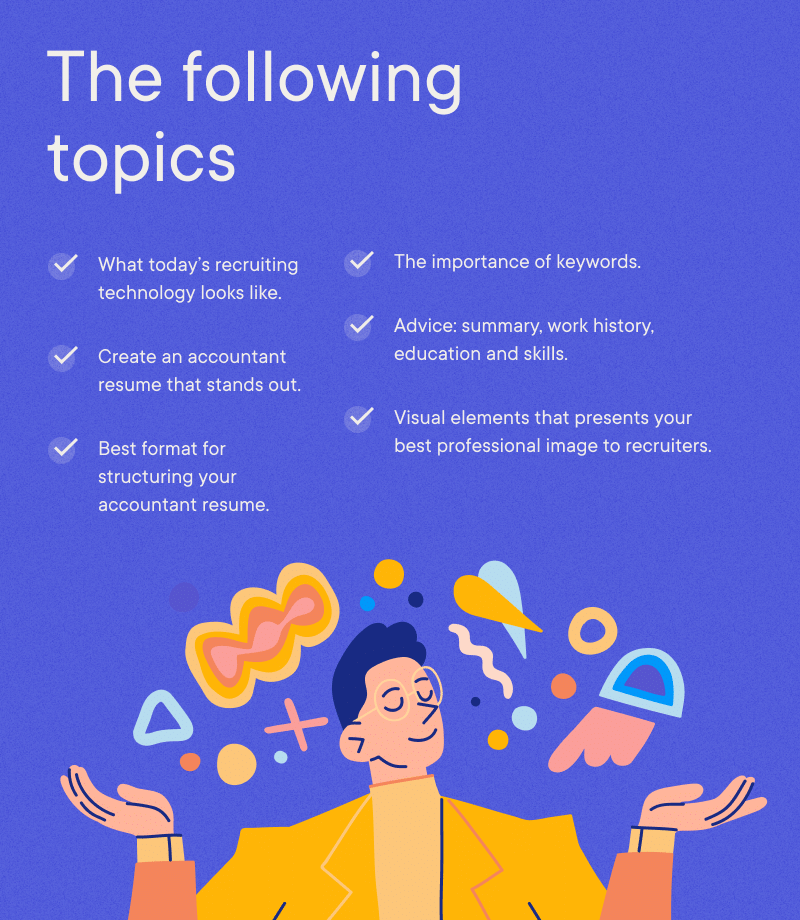 The following
topics
What today’s recruiting
technology looks like.
Create an accountant
resume that stands out.
Best format for
structuring your
accountant resume.
The importance of keywords.
Advice: summary, work history,
education and skills.
Visual elements that presents your
best professional image to recruiters.